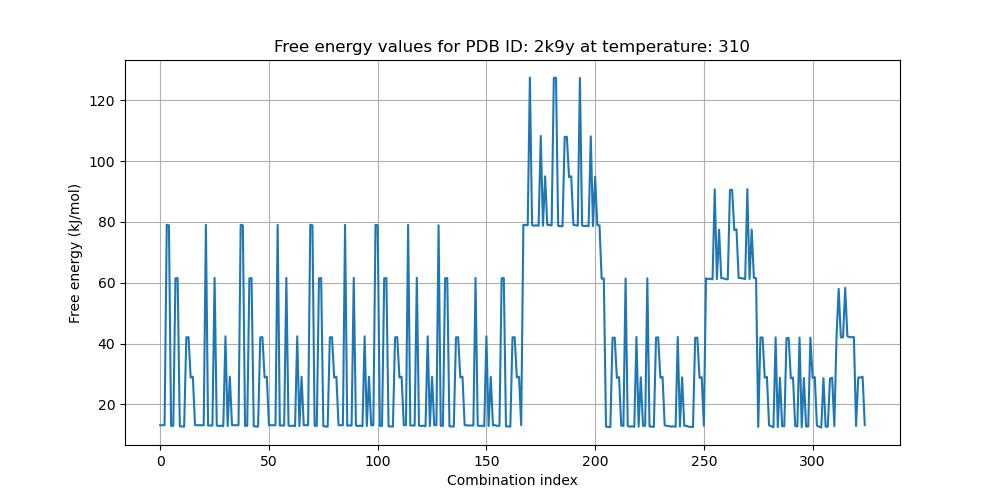 Free energy values for PDB ID: 2k9y at temperature: 310
Free energy (kJ/mol)
120
100
80
60
40
20
0 50 100 150 200 250 300
Combination index